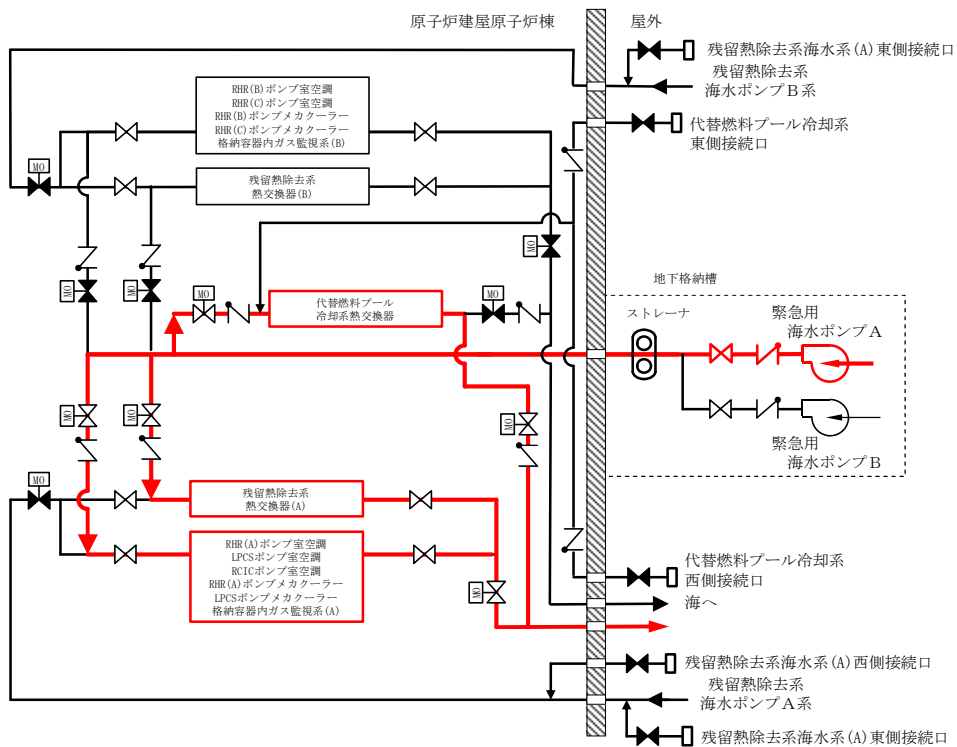 原子炉建屋原子炉棟
屋外
残留熱除去系海水系(A)東側接続口
残留熱除去系
海水ポンプB系
代替燃料プール冷却系
東側接続口
RHR(B)ポンプ室空調
RHR(C)ポンプ室空調
RHR(B)ポンプメカクーラー
RHR(C)ポンプメカクーラー
格納容器内ガス監視系(B)
MO
残留熱除去系
熱交換器(B)
MO
MO
MO
MO
MO
代替燃料プール
冷却系熱交換器
地下格納槽
ストレーナ
緊急用
海水ポンプA
緊急用
海水ポンプB
MO
MO
MO
MO
残留熱除去系
熱交換器(A)
RHR(A)ポンプ室空調
LPCSポンプ室空調
RCICポンプ室空調
RHR(A)ポンプメカクーラー
LPCSポンプメカクーラー
格納容器内ガス監視系(A)
MO
代替燃料プール冷却系
西側接続口
海へ
残留熱除去系海水系(A)西側接続口
残留熱除去系
海水ポンプA系
残留熱除去系海水系(A)東側接続口